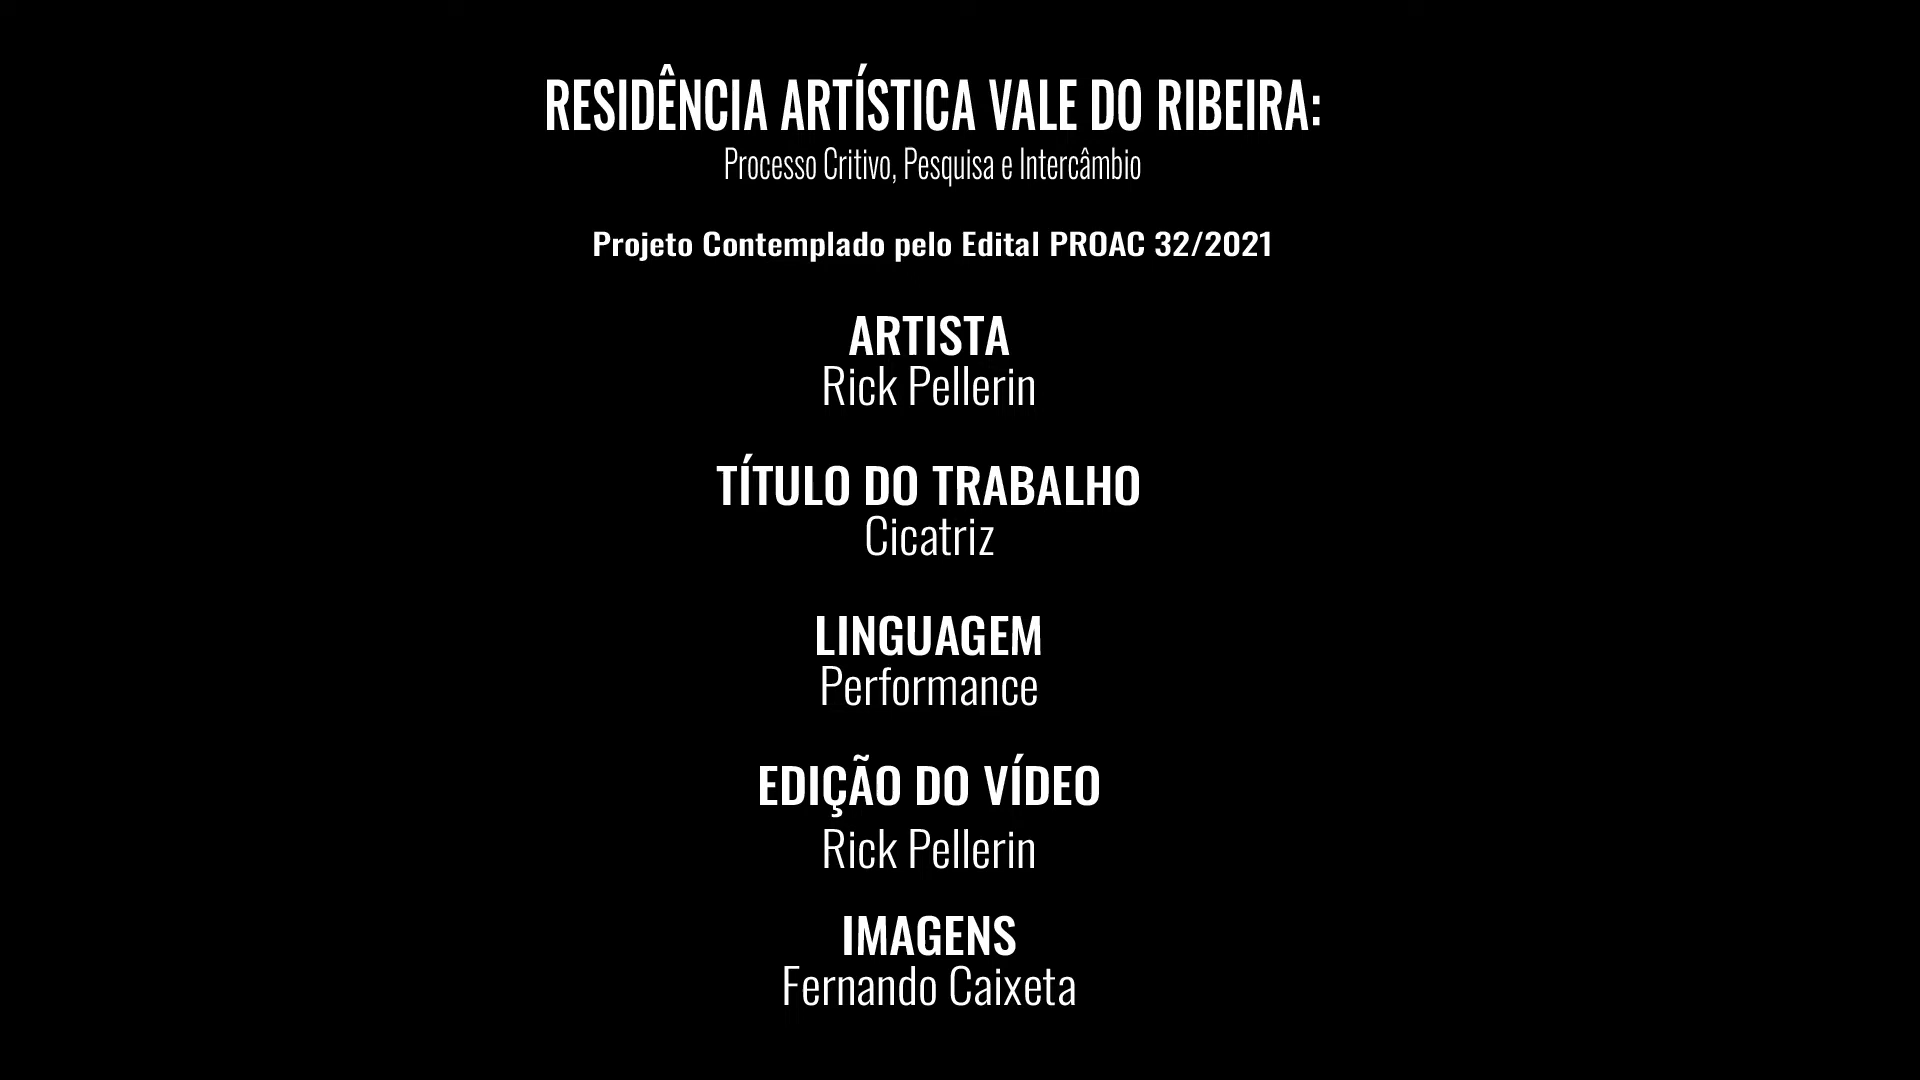 RESIDÊNCIA ARTÍSTICA VALE DO RIBEIRA:
Processo Critivo, Pesquisa e Intercâmbio
Projeto Contemplado pelo Edital PROAC 32/2021
ARTISTA
Rick Pellerin
TÍTULO DO TRABALHO
Cicatriz
LINGUAGEM
Performance
EDIÇÃO DO VÍDEO
Rick Pellerin
IMAGENS
Fernando Caixeta